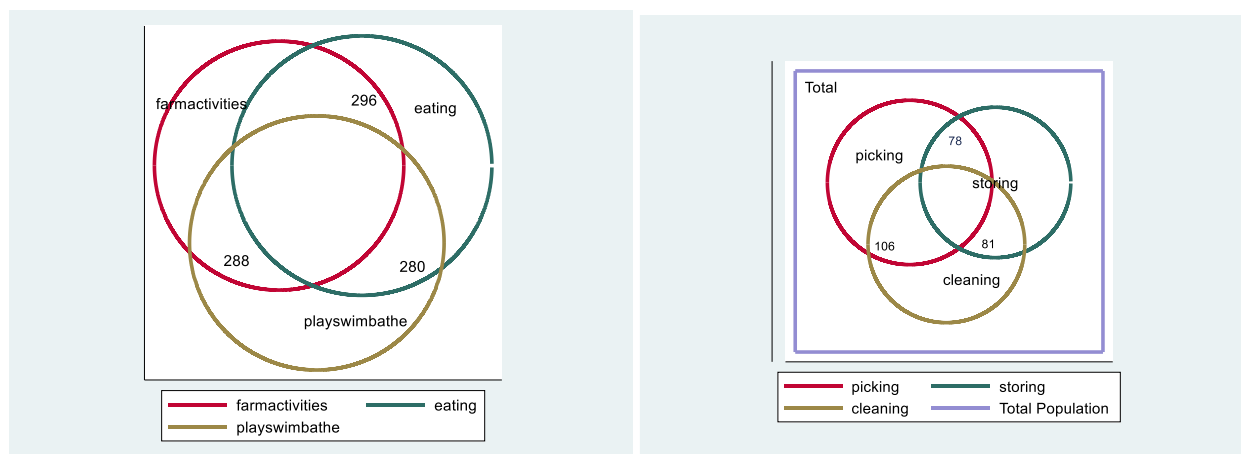 farmactivities
296
eating
288
280
playswimbathe
farmactivities eating
playswimbathe
Total
78
picking
storing
106
81
cleaning
picking storing
cleaning Total Population